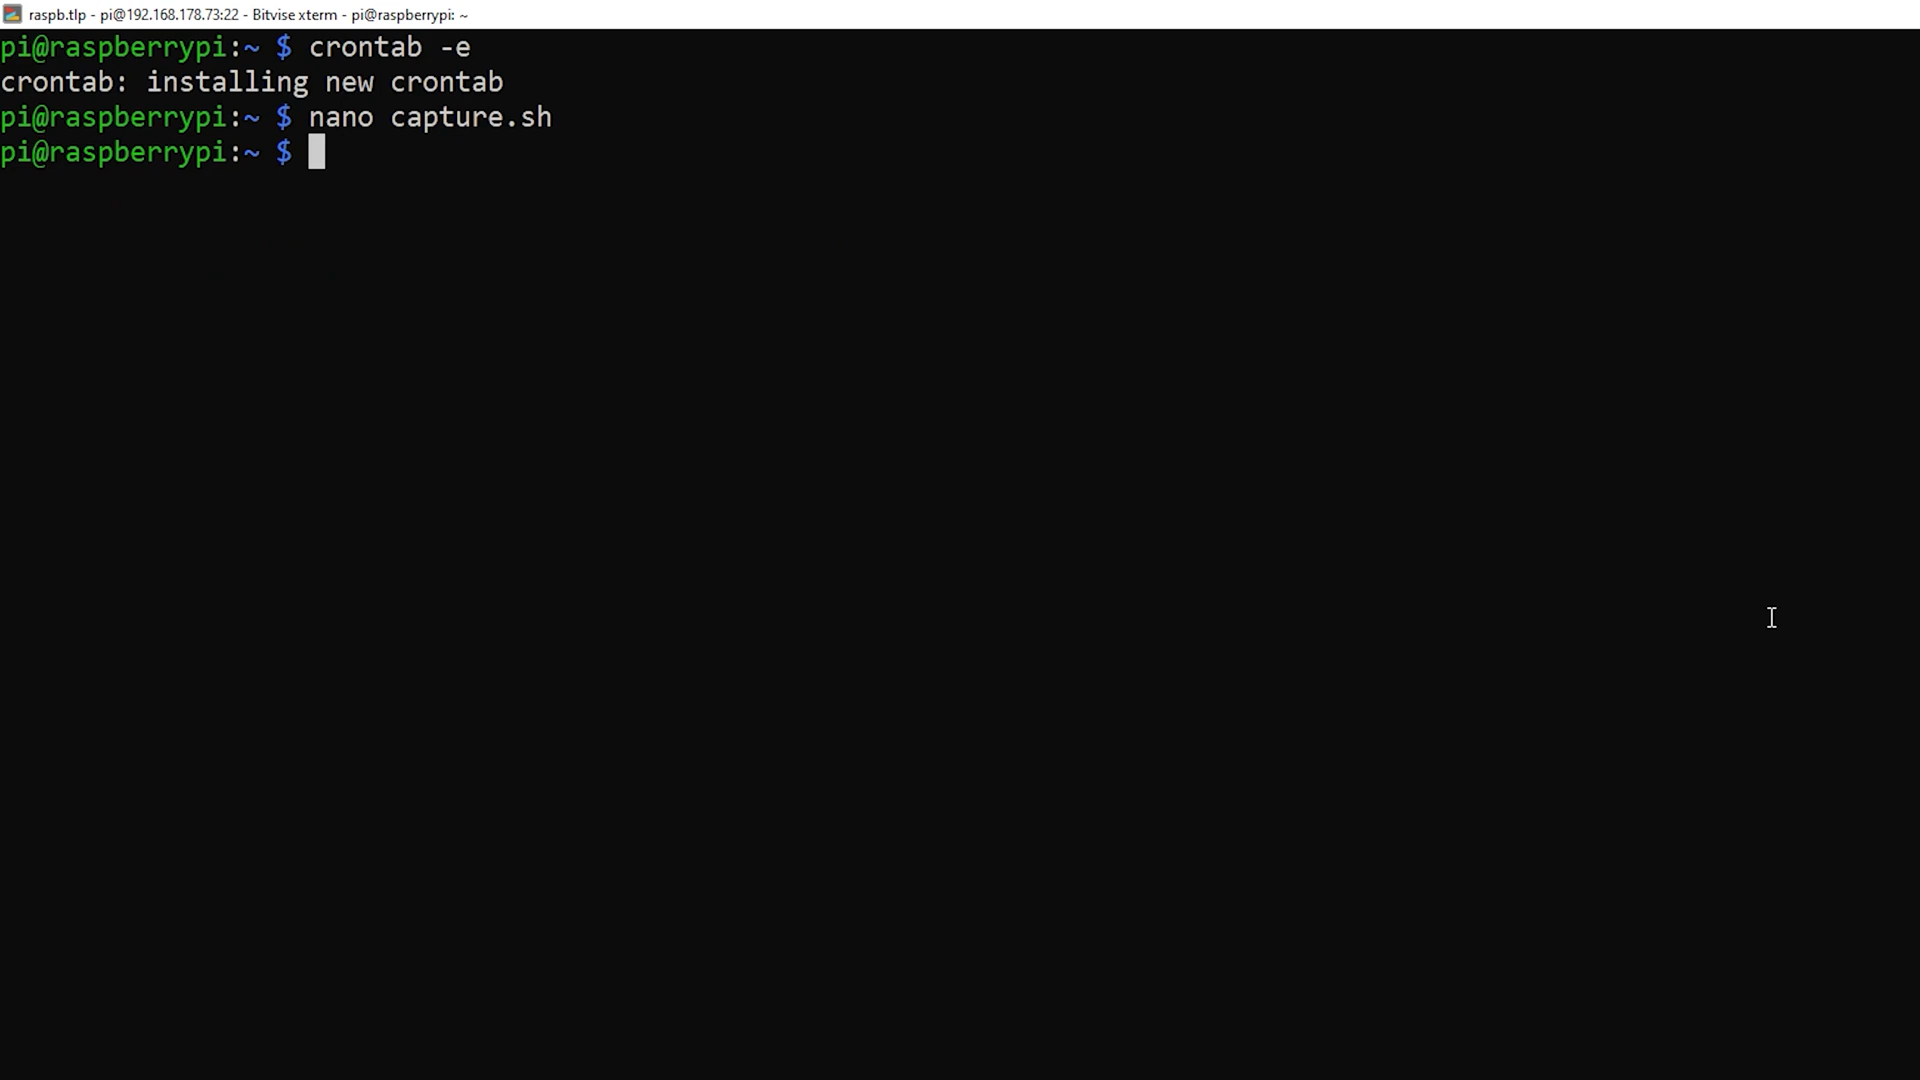 raspb.tlp - pi@192.168.178.73:22 - Bitvise xterm - pi@raspberrypi: ~
pi@raspberrypi:~ $ crontab -e
crontab: installing new crontab
pi@raspberrypi:~ $ nano capture.sh
pi@raspberrypi:~ $